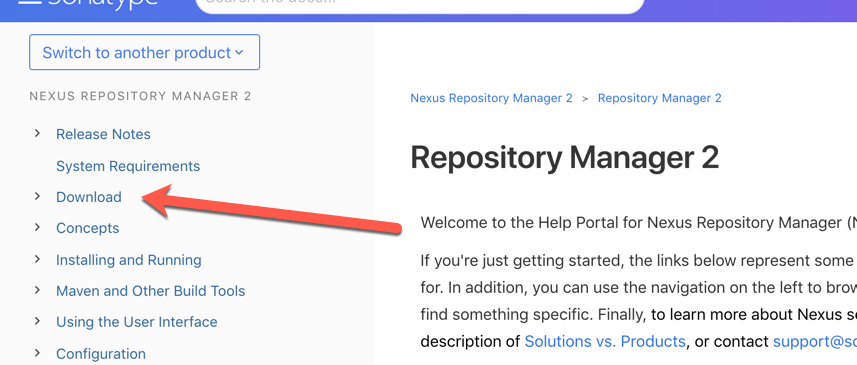 sonatype
Search the docs...
Switch to another product
NEXUS REPOSITORY MANAGER 2
Release Notes
System Requirements
Download
Concepts
Installing and Running
Maven and Other Build Tools
Using the User Interface
Configuration
Nexus Repository Manager 2 > Repository Manager 2
Repository Manager 2
Welcome to the Help Portal for Nexus Repository Manager (N
If you're just getting started, the links below represent some
for. In addition, you can use the navigation on the left to brow
find something specific. Finally, to learn more about Nexus s
description of Solutions vs. Products, or contact support@so